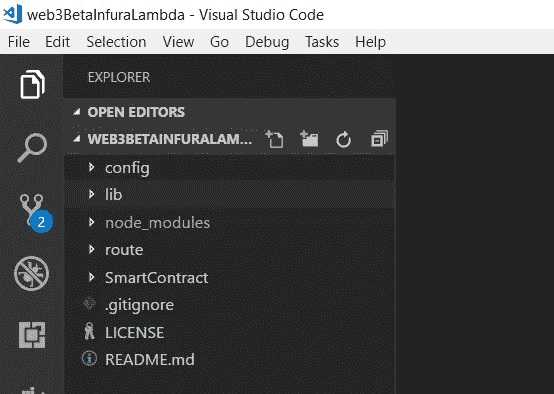 web3BetaInfuraLambda - Visual Studio Code
File Edit Selection View Go Debug Tasks Help
EXPLORER
OPEN EDITORS
WEB3BETAINFURALAM...
config
lib
2
node_modules
route
SmartContract
.gitignore
LICENSE
README.md